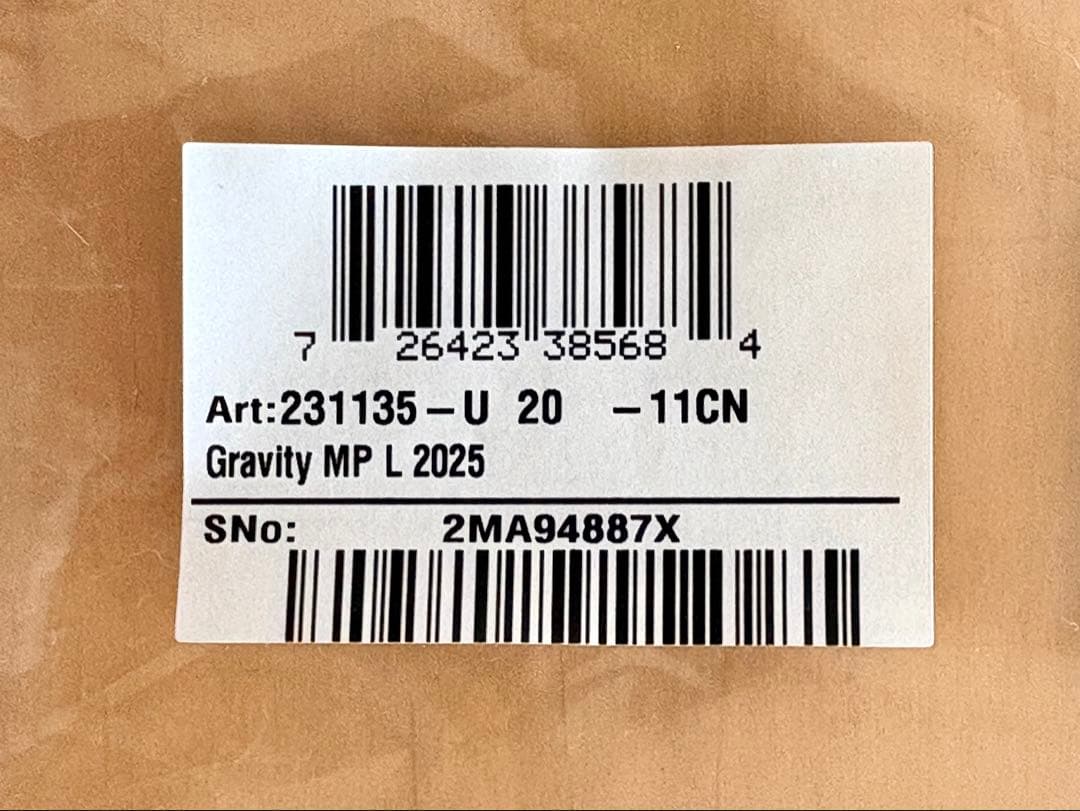 7 26423 38568 4
Art:231135-U 20 -11CN
Gravity MP L 2025
SNo: 2MA94887X